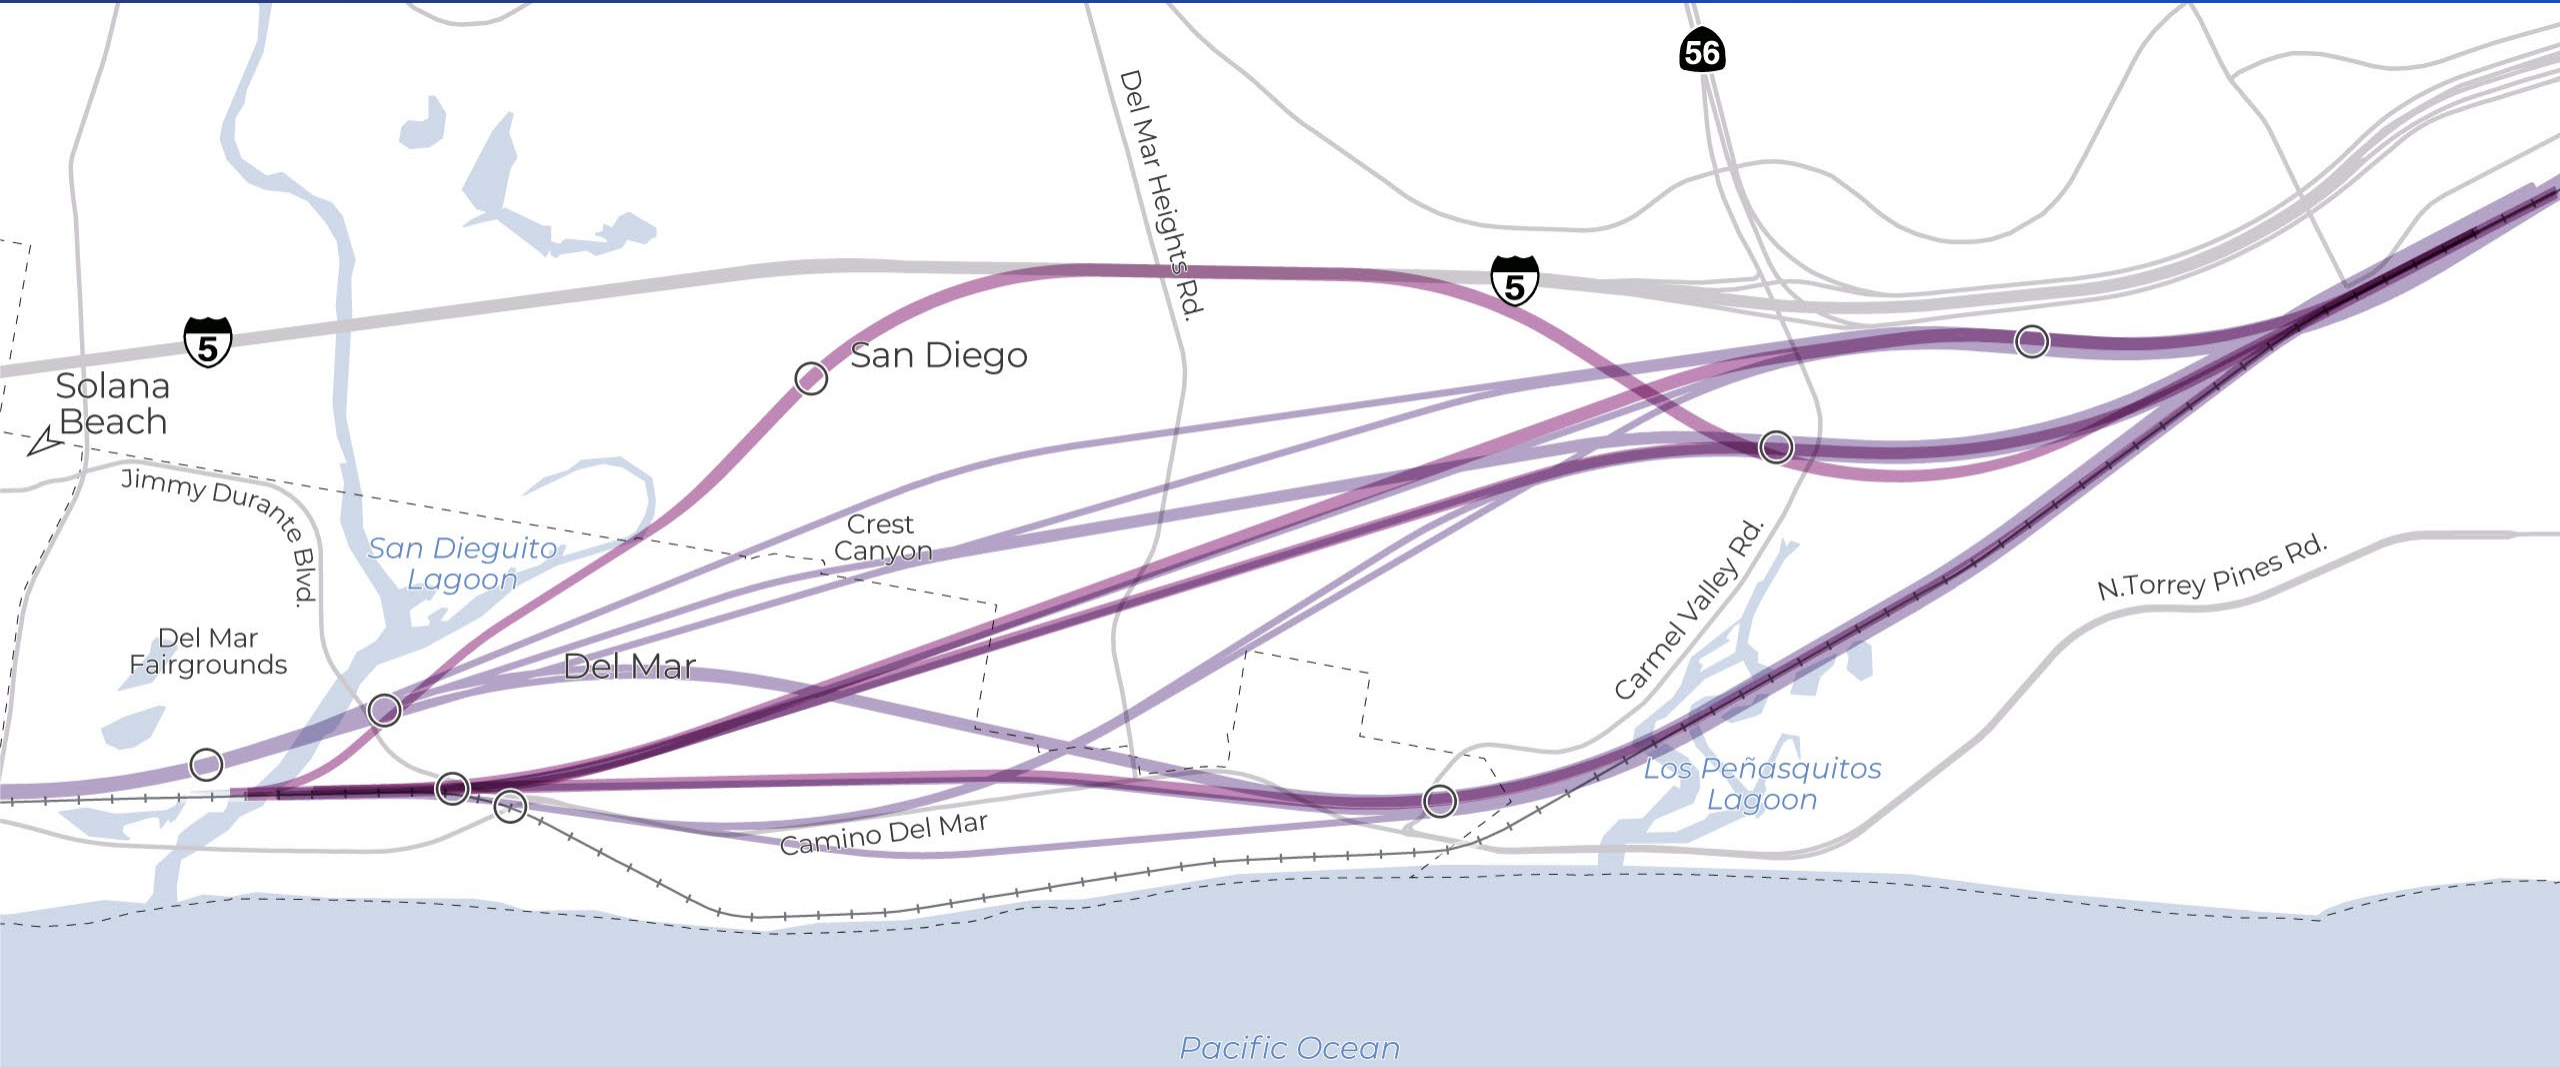 56
Del Mar Heights Rd.
5
5
San Diego
Solana
Beach
Jimmy Durante Blvd.
Crest
Canyon
San Dieguito
Lagoon
Carmel Valley Rd.
N.Torrey Pines Rd.
Del Mar
Fairgrounds
Del Mar
Los Peñasquitos
Lagoon
Camino Del Mar
Pacific Ocean